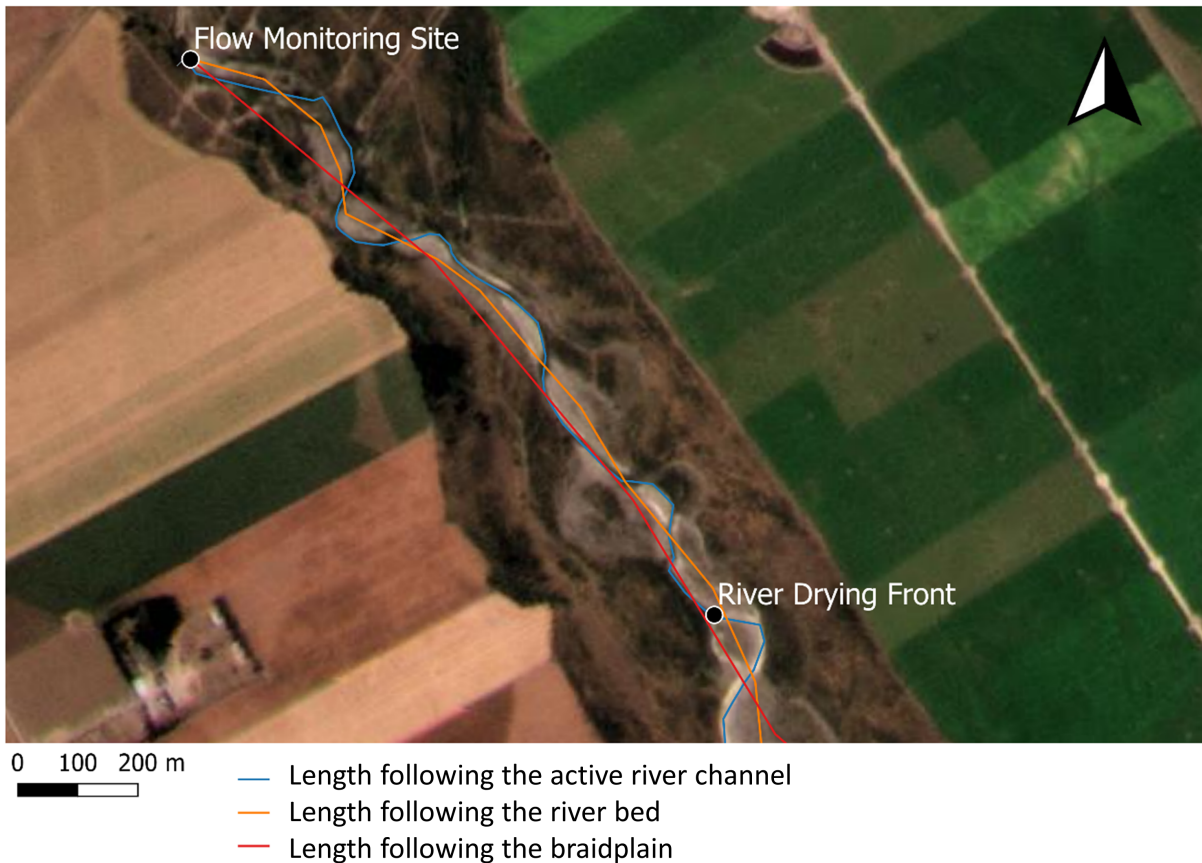 Flow Monitoring Site
River Drying Front
0 100 200 m
Length following the active river channel
Length following the river bed
Length following the braidplain